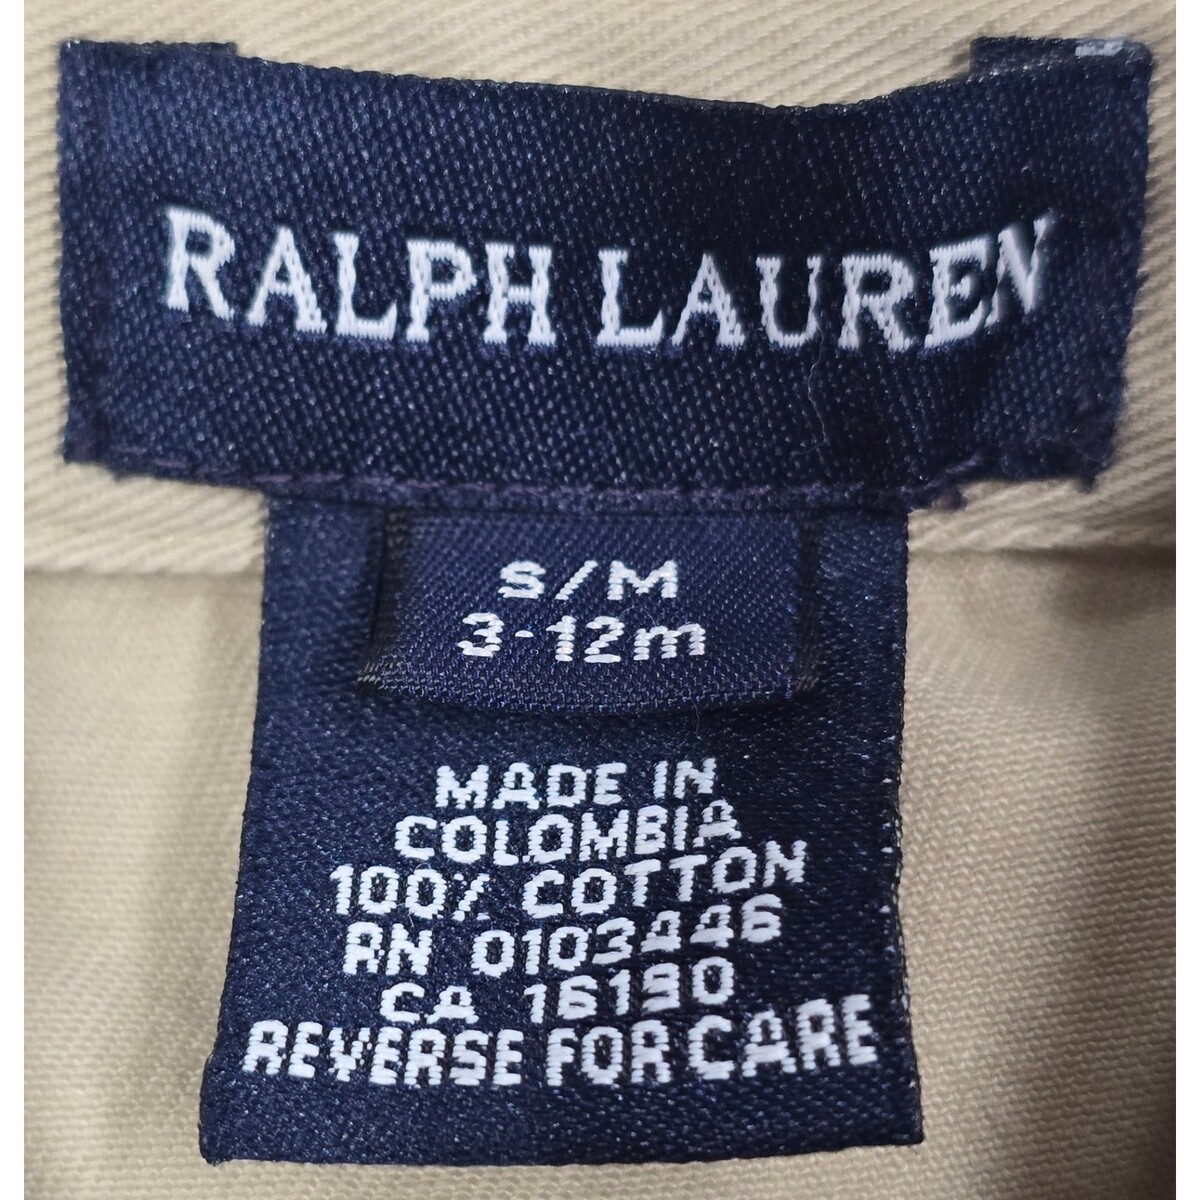 RALPH LAUREN
S/M
3-12m
MADE IN
COLOMBIA
100% COTTON
RN 0103446
CA 16190
REVERSE FOR CARE